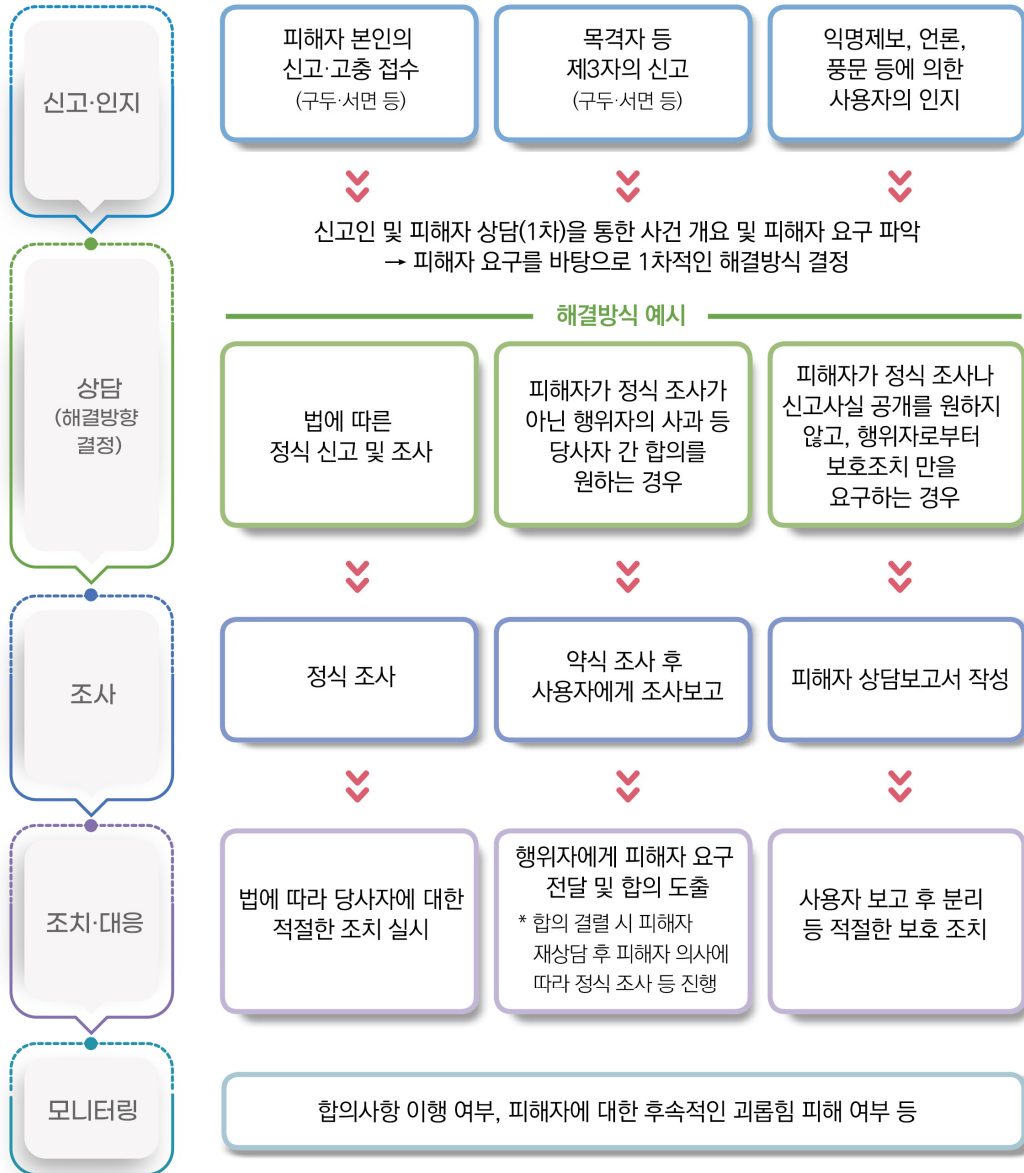 신고·인지
피해자 본인의
신고·고충 접수
(구두·서면 등)
목격자 등
제3자의 신고
(구두·서면 등)
익명제보, 언론,
풍문 등에 의한
사용자의 인지
신고인 및 피해자 상담(1차)을 통한 사건 개요 및 피해자 요구 파악
→ 피해자 요구를 바탕으로 1차적인 해결방식 결정
해결방식 예시
상담
(해결방향
결정)
법에 따른
정식 신고 및 조사
피해자가 정식 조사가
아닌 행위자의 사과 등
당사자 간 합의를
원하는 경우
피해자가 정식 조사나
신고사실 공개를 원하지
않고, 행위자로부터
보호조치 만을
요구하는 경우
조사
정식 조사
약식 조사 후
사용자에게 조사보고
피해자 상담보고서 작성
조치·대응
법에 따라 당사자에 대한
적절한 조치 실시
행위자에게 피해자 요구
전달 및 합의 도출
* 합의 결렬 시 피해자
재상담 후 피해자 의사에
따라 정식 조사 등 진행
사용자 보고 후 분리
등 적절한 보호 조치
모니터링
합의사항 이행 여부, 피해자에 대한 후속적인 괴롭힘 피해 여부 등